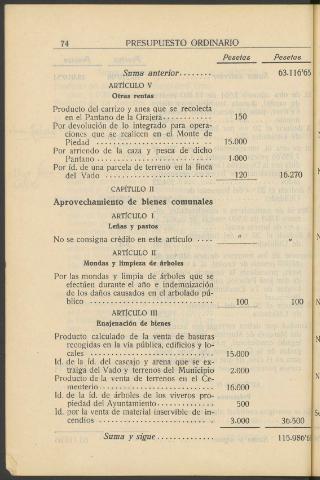 74 PRESUPUESTO ORDINARIO
Pesetas Pesetas
Suma anterior........ 63.116'65
ARTÍCULO V
Otras rentas
Producto del carrizo y anea que se recolecta
en el Pantano de la Grajera............ 150
Por devolución de lo integrado para opera-
ciones que se realicen en el Monte de
Piedad ........................ 15.000
Por arriendo de la caza y pesca de dicho
Pantano ........................ 1.000
Por íd. de una parcela de terreno en la finca
del Vado ........................ 120 16.270
CAPÍTULO II
Aprovechamiento de bienes comunales
ARTÍCULO I
Leñas y pastos
No se consigna crédito en este artículo .... " "
ARTÍCULO II
Mondas y limpieza de árboles
Por las mondas y limpia de árboles que se
efectúen durante el año e indemnización
de los daños causados en el arbolado pú-
blico ........................ 100 100
ARTÍCULO III
Enajenación de bienes
Producto calculado de la venta de basuras
recogidas en la vía pública, edificios y lo-
cales ........................ 15.000
Id. de la íd. del cascajo y arena que se ex-
traiga del Vado y terrenos del Municipio 2.000
Producto de la venta de terrenos en el Ce-
menterio........................ 16.000
Id. de la íd. de árboles de los viveros pro-
piedad del Ayuntamiento............ 500
Id. por la venta de material inservible de in-
cendios ........................ 3.000 36.500
Suma y sigue............ 115.986'6